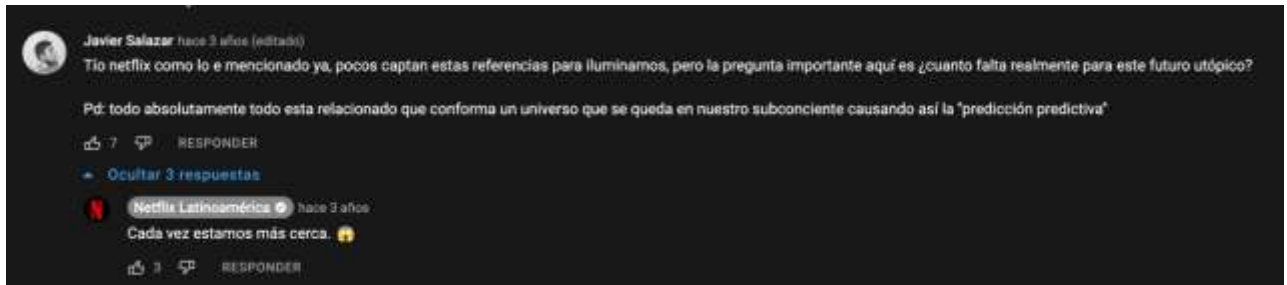 Javier Salazar hace 3 años (editado)
Tío netflix como lo e mencionado ya, pocos captan estas referencias para iluminarnos, pero la pregunta importante aquí es ¿cuanto falta realmente para este futuro utópico?
Pd: todo absolutamente todo esta relacionado que conforma un universo que se queda en nuestro subconciente causando así la "predicción predictiva"
7 RESPONDER
Ocultar 3 respuestas
Netflix Latinoamérica hace 3 años
Cada vez estamos más cerca. 😱
3 RESPONDER